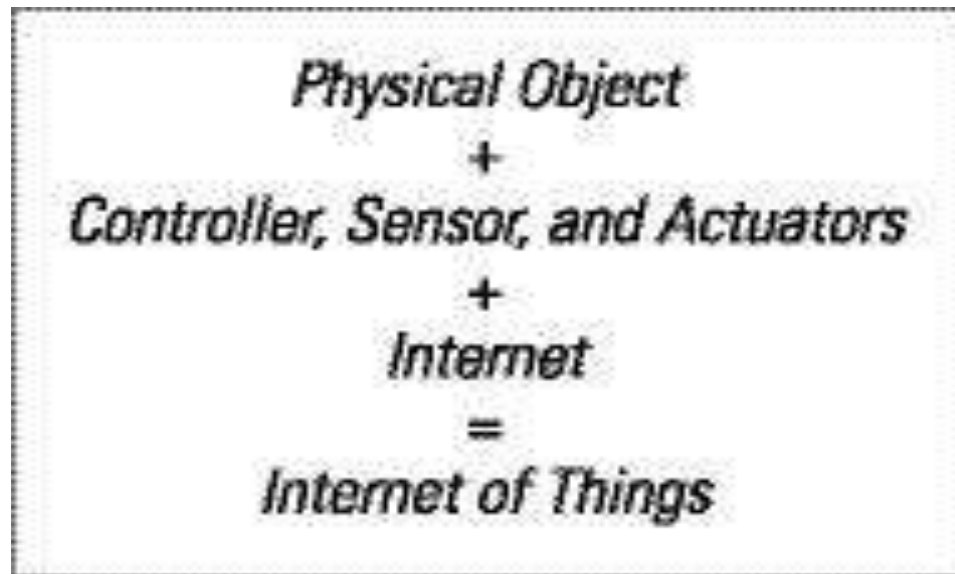 Physical Object
+
Controller, Sensor, and Actuators
+
Internet
=
Internet of Things